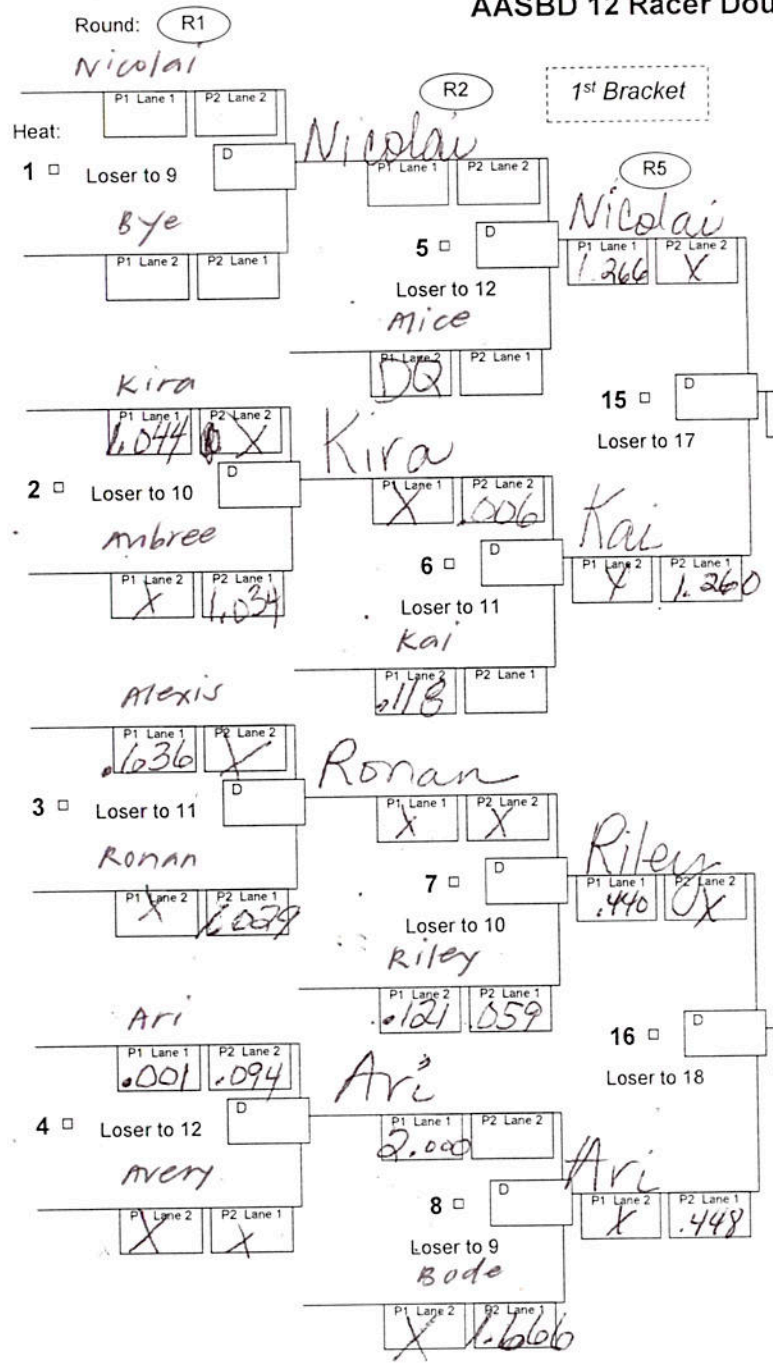 AASBD 12 Racer Dou
Round: R1
Nicolai
P1 Lane 1 P2 Lane 2
R2
1st Bracket
Heat:
1 Loser to 9
D
Nicolai
P1 Lane 1 P2 Lane 2
R5
Bye
P1 Lane 2 P2 Lane 1
5
D
Nicolai
P1 Lane 1 P2 Lane 2
1.266 X
Loser to 12
Alice
P1 Lane 2 P2 Lane 1
DQ
Kira
P1 Lane 1 P2 Lane 2
1.044 X
15
D
Loser to 17
2 Loser to 10
D
Kira
P1 Lane 1 P2 Lane 2
X .006
Aubree
P1 Lane 2 P2 Lane 1
X 1.034
6
D
Kai
P1 Lane 2 P2 Lane 1
X 1.260
Loser to 11
Kai
P1 Lane 2 P2 Lane 1
.118
Alexis
P1 Lane 1 P2 Lane 2
.636 X
3 Loser to 11
D
Ronan
P1 Lane 1 P2 Lane 2
X X
Ronan
P1 Lane 2 P2 Lane 1
X 1.029
7
D
Riley
P1 Lane 1 P2 Lane 2
.440 X
Loser to 10
Riley
P1 Lane 2 P2 Lane 1
.121 .059
Ari
P1 Lane 1 P2 Lane 2
.001 .094
16
D
Loser to 18
4 Loser to 12
D
Ari
P1 Lane 1 P2 Lane 2
2.000
Avery
P1 Lane 2 P2 Lane 1
X X
8
D
Ari
P1 Lane 2 P2 Lane 1
X .448
Loser to 9
Bode
P1 Lane 2 P2 Lane 1
X 1.666